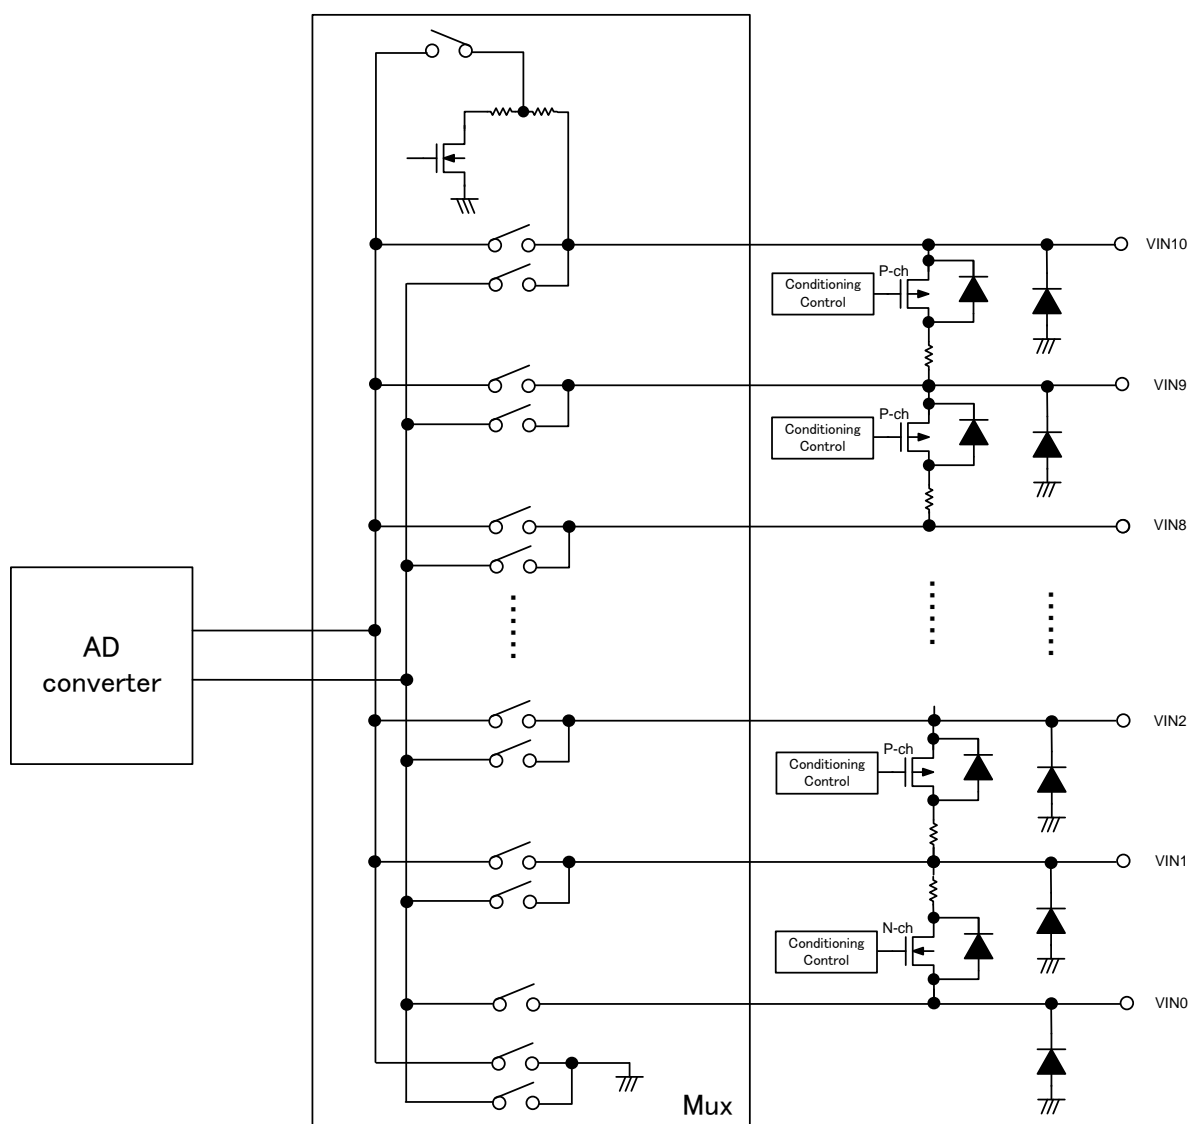 VIN10
P-ch
Conditioning
Control
VIN9
P-ch
Conditioning
Control
VIN8
AD
converter
VIN2
P-ch
Conditioning
Control
VIN1
N-ch
Conditioning
Control
VIN0
Mux